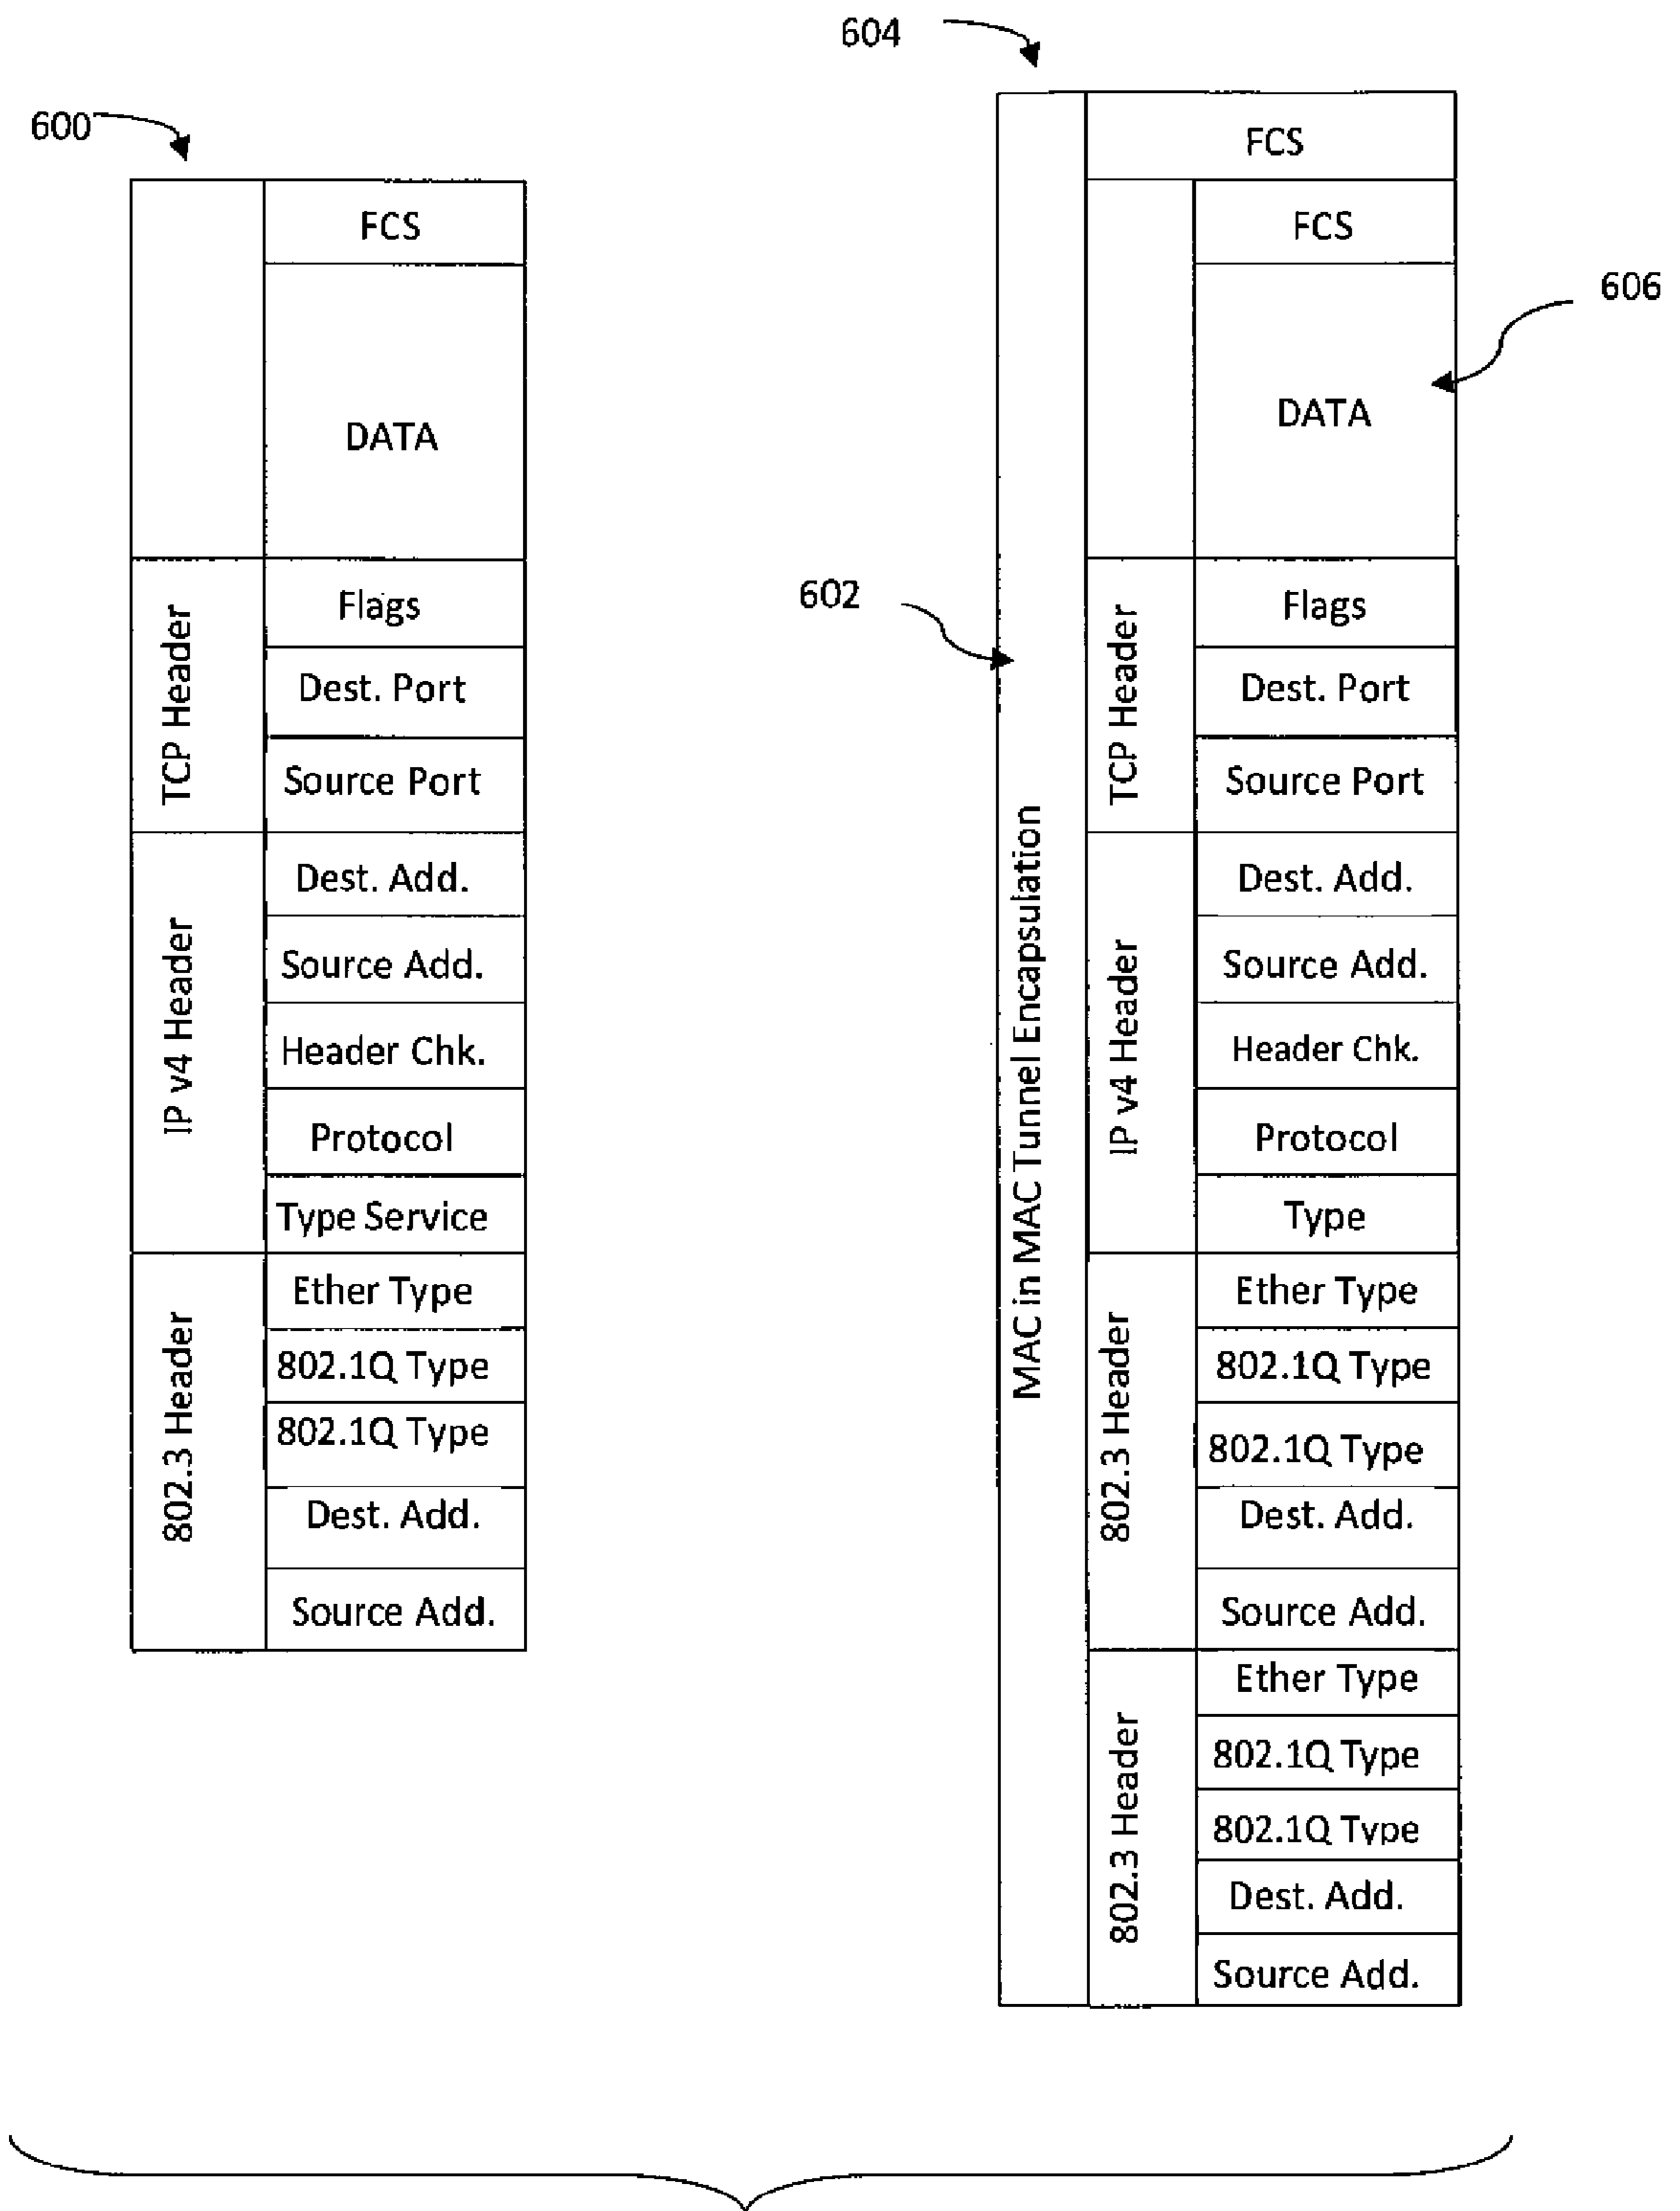 600
FCS
DATA
TCP Header
Flags
Dest. Port
Source Port
IP v4 Header
Dest. Add.
Source Add.
Header Chk.
Protocol
Type Service
802.3 Header
Ether Type
802.1Q Type
802.1Q Type
Dest. Add.
Source Add.
604
602
606
MAC in MAC Tunnel Encapsulation
FCS
FCS
DATA
TCP Header
Flags
Dest. Port
Source Port
IP v4 Header
Dest. Add.
Source Add.
Header Chk.
Protocol
Type
802.3 Header
Ether Type
802.1Q Type
802.1Q Type
Dest. Add.
Source Add.
802.3 Header
Ether Type
802.1Q Type
802.1Q Type
Dest. Add.
Source Add.